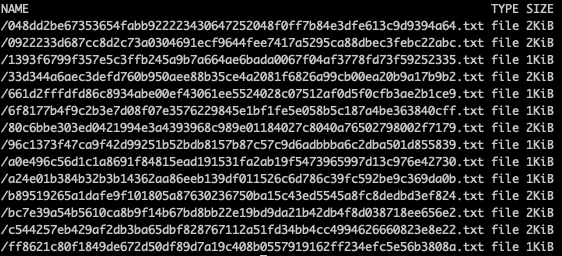 NAME TYPE SIZE
/048dd2be67353654fabb922223430647252048f0ff7b84e3dfe613c9d9394a64.txt file 2KiB
/0922233d687cc8d2c73a0304691ecf9644fee7417a5295ca88dbec3febc22abc.txt file 2KiB
/1393f6799f357e5c3ffb245a9b7a664ae6bada0067f04af3778fd73f59252335.txt file 1KiB
/33d344a6aec3defd760b950aee88b35ce4a2081f6826a99cb00ea20b9a17b9b2.txt file 1KiB
/661d2fffdfd86c8934abe00ef43061ee5524028c07512af0d5f0cfb3ae2b1ce9.txt file 1KiB
/6f8177b4f9c2b3e7d08f07e3576229845e1bf1fe5e058b5c187a4be363840cff.txt file 1KiB
/80c6bbe303ed0421994e3a4393968c989e01184027c8040a76502798002f7179.txt file 2KiB
/96c1373f47ca9f42d99251b52bdb8157b87c57c9d6adbbba6c2dba501d855839.txt file 1KiB
/a0e496c56d1c1a8691f84815ead191531fa2ab19f5473965997d13c976e42730.txt file 1KiB
/a24e01b384b32b3b14362aa86eeb139df011526c6d786c39fc592be9c369da0b.txt file 1KiB
/b89519265a1dafe9f101805a87630236750ba15c43ed5545a8fc8dedbd3ef824.txt file 2KiB
/bc7e39a54b5610ca8b9f14b67bd8bb22e19bd9da21b42db4f8d038718ee656e2.txt file 2KiB
/c544257eb429af2db3ba65dbf828767112a51fd34bb4cc4994626660823e8e22.txt file 2KiB
/ff8621c80f1849de672d50df89d7a19c408b0557919162ff234efc5e56b3808a.txt file 1KiB